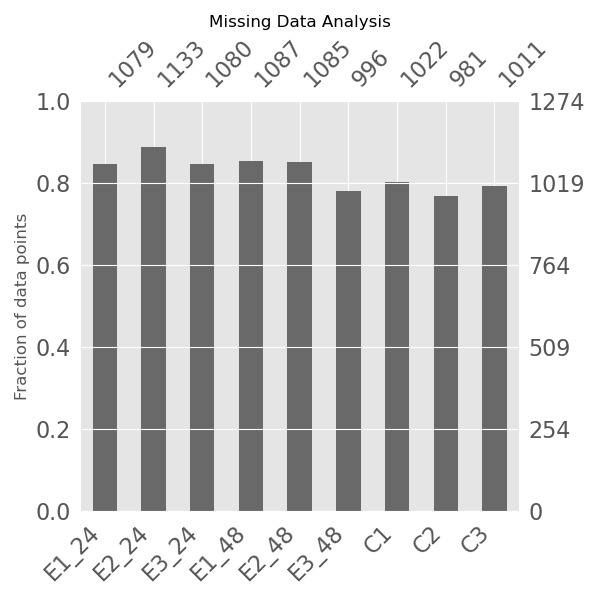 Missing Data Analysis
1079 1133 1080 1087 1085 996 1022 981 1011
1.0 1274
0.8 1019
0.6 764
0.4 509
0.2 254
0.0 0
Fraction of data points
E1_24 E2_24 E3_24 E1_48 E2_48 E3_48 C1 C2 C3